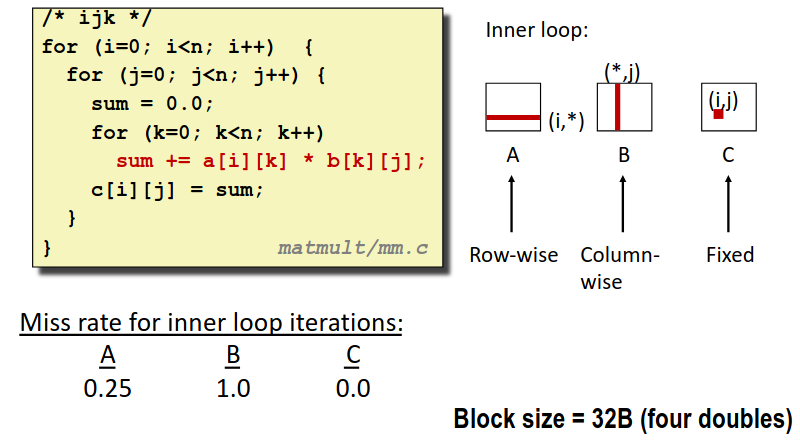 /* ijk */
for (i=0; i<n; i++)  {
  for (j=0; j<n; j++) {
    sum = 0.0;
    for (k=0; k<n; k++)
      sum += a[i][k] * b[k][j];
    c[i][j] = sum;
  }
}
matmult/mm.c
Inner loop:
(*,j)
(i,j)
(i,*)
A B C
Row-wise Column-
wise
Fixed
Miss rate for inner loop iterations:
A B C
0.25 1.0 0.0
Block size = 32B (four doubles)